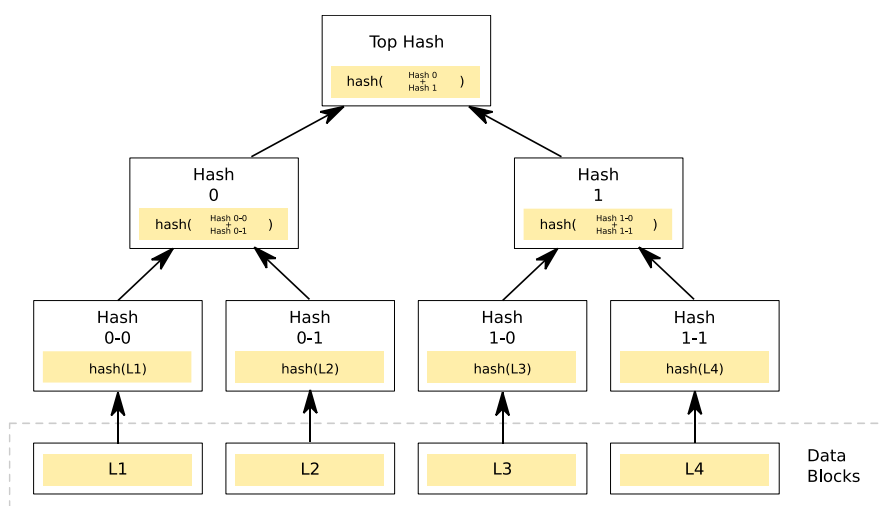 Top Hash
hash( Hash 0 + Hash 1 )
Hash
0
hash( Hash 0-0 + Hash 0-1 )
Hash
1
hash( Hash 1-0 + Hash 1-1 )
Hash
0-0
hash(L1)
Hash
0-1
hash(L2)
Hash
1-0
hash(L3)
Hash
1-1
hash(L4)
L1
L2
L3
L4
Data
Blocks